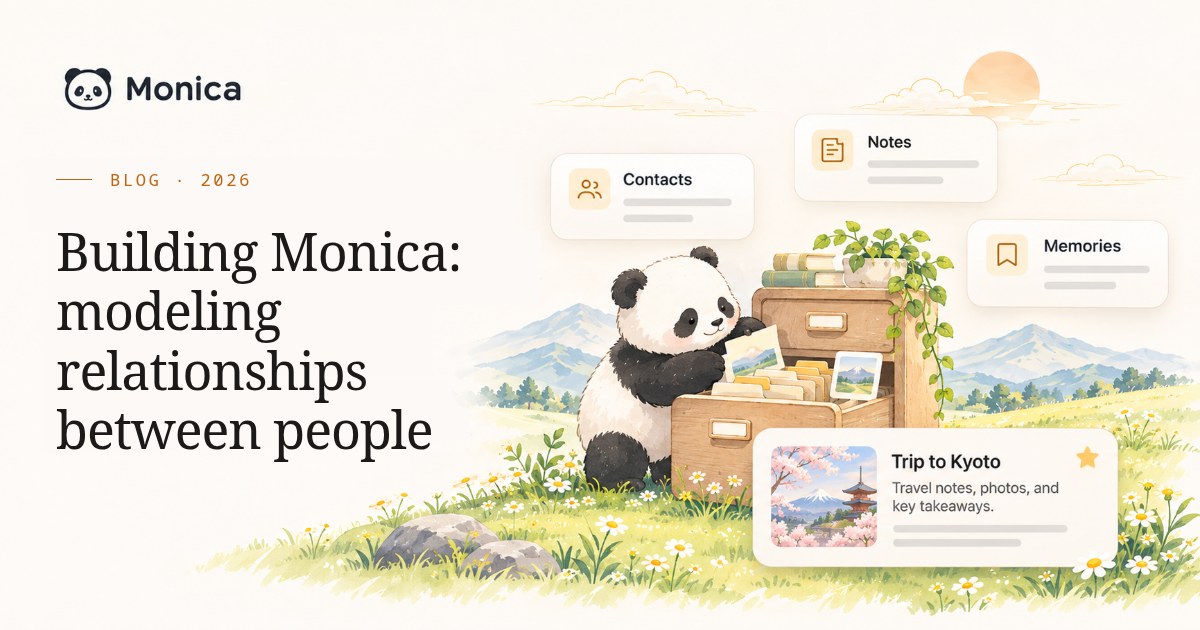 Monica
BLOG · 2026
Building Monica:
modeling
relationships
between people
Contacts
Notes
Memories
Trip to Kyoto
Travel notes, photos, and
key takeaways.